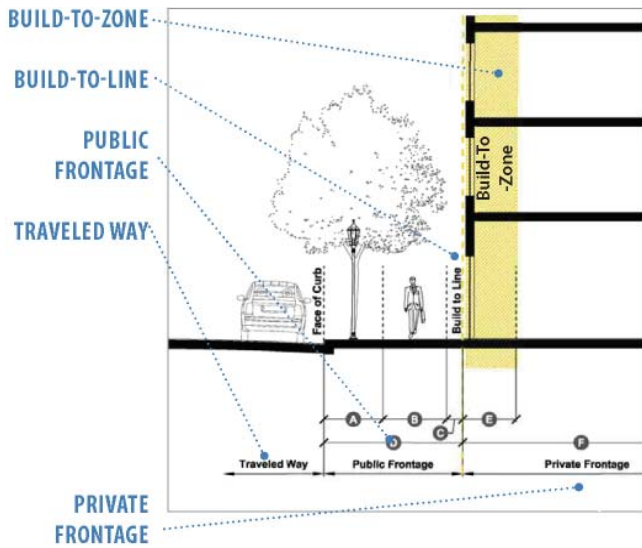 BUILD-TO-ZONE
BUILD-TO-LINE
PUBLIC
FRONTAGE
TRAVELED WAY
Build-To
-Zone
Face of Curb
Build to Line
A
B
C
E
D
F
Traveled Way
Public Frontage
Private Frontage
PRIVATE
FRONTAGE